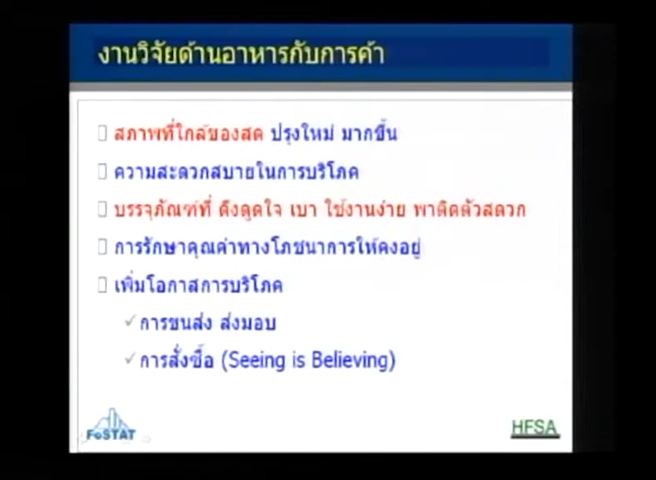 งานวิจัยด้านอาหารกับการค้า
สภาพที่ใกล้ของสด ปรุงใหม่ มากขึ้น
ความสะดวกสบายในการบริโภค
บรรจุภัณฑ์ที่ ดึงดูดใจ เบา ใช้งานง่าย พาติดตัวสดวก
การรักษาคุณค่าทางโภชนาการให้คงอยู่
เพิ่มโอกาสการบริโภค
✓ การขนส่ง ส่งมอบ
✓ การสั่งซื้อ (Seeing is Believing)
FoSTAT
HFSA